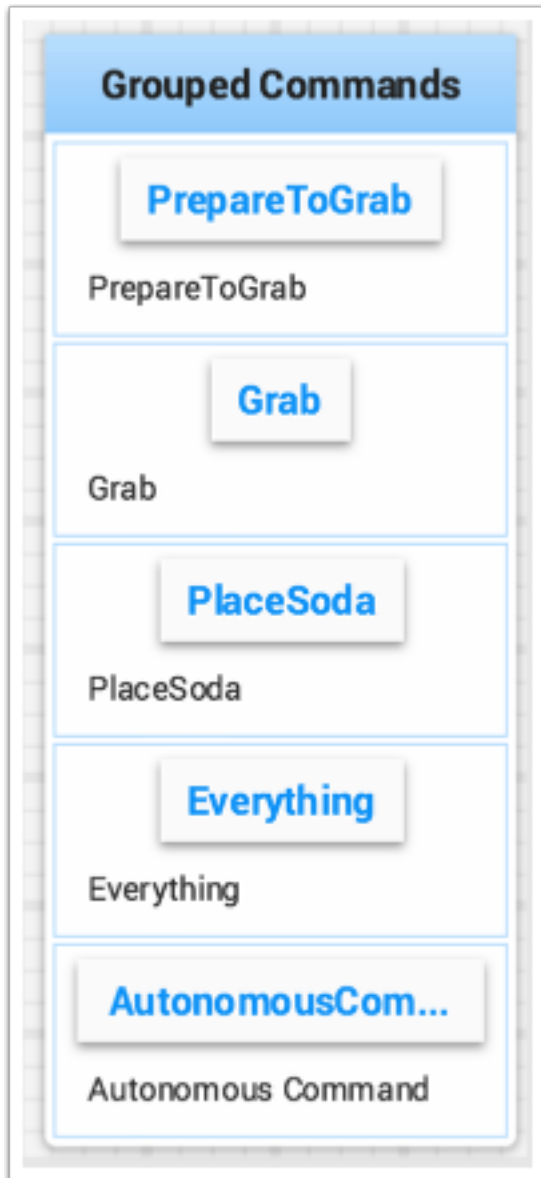 Grouped Commands
PrepareToGrab
PrepareToGrab
Grab
Grab
PlaceSoda
PlaceSoda
Everything
Everything
AutonomousCom...
Autonomous Command